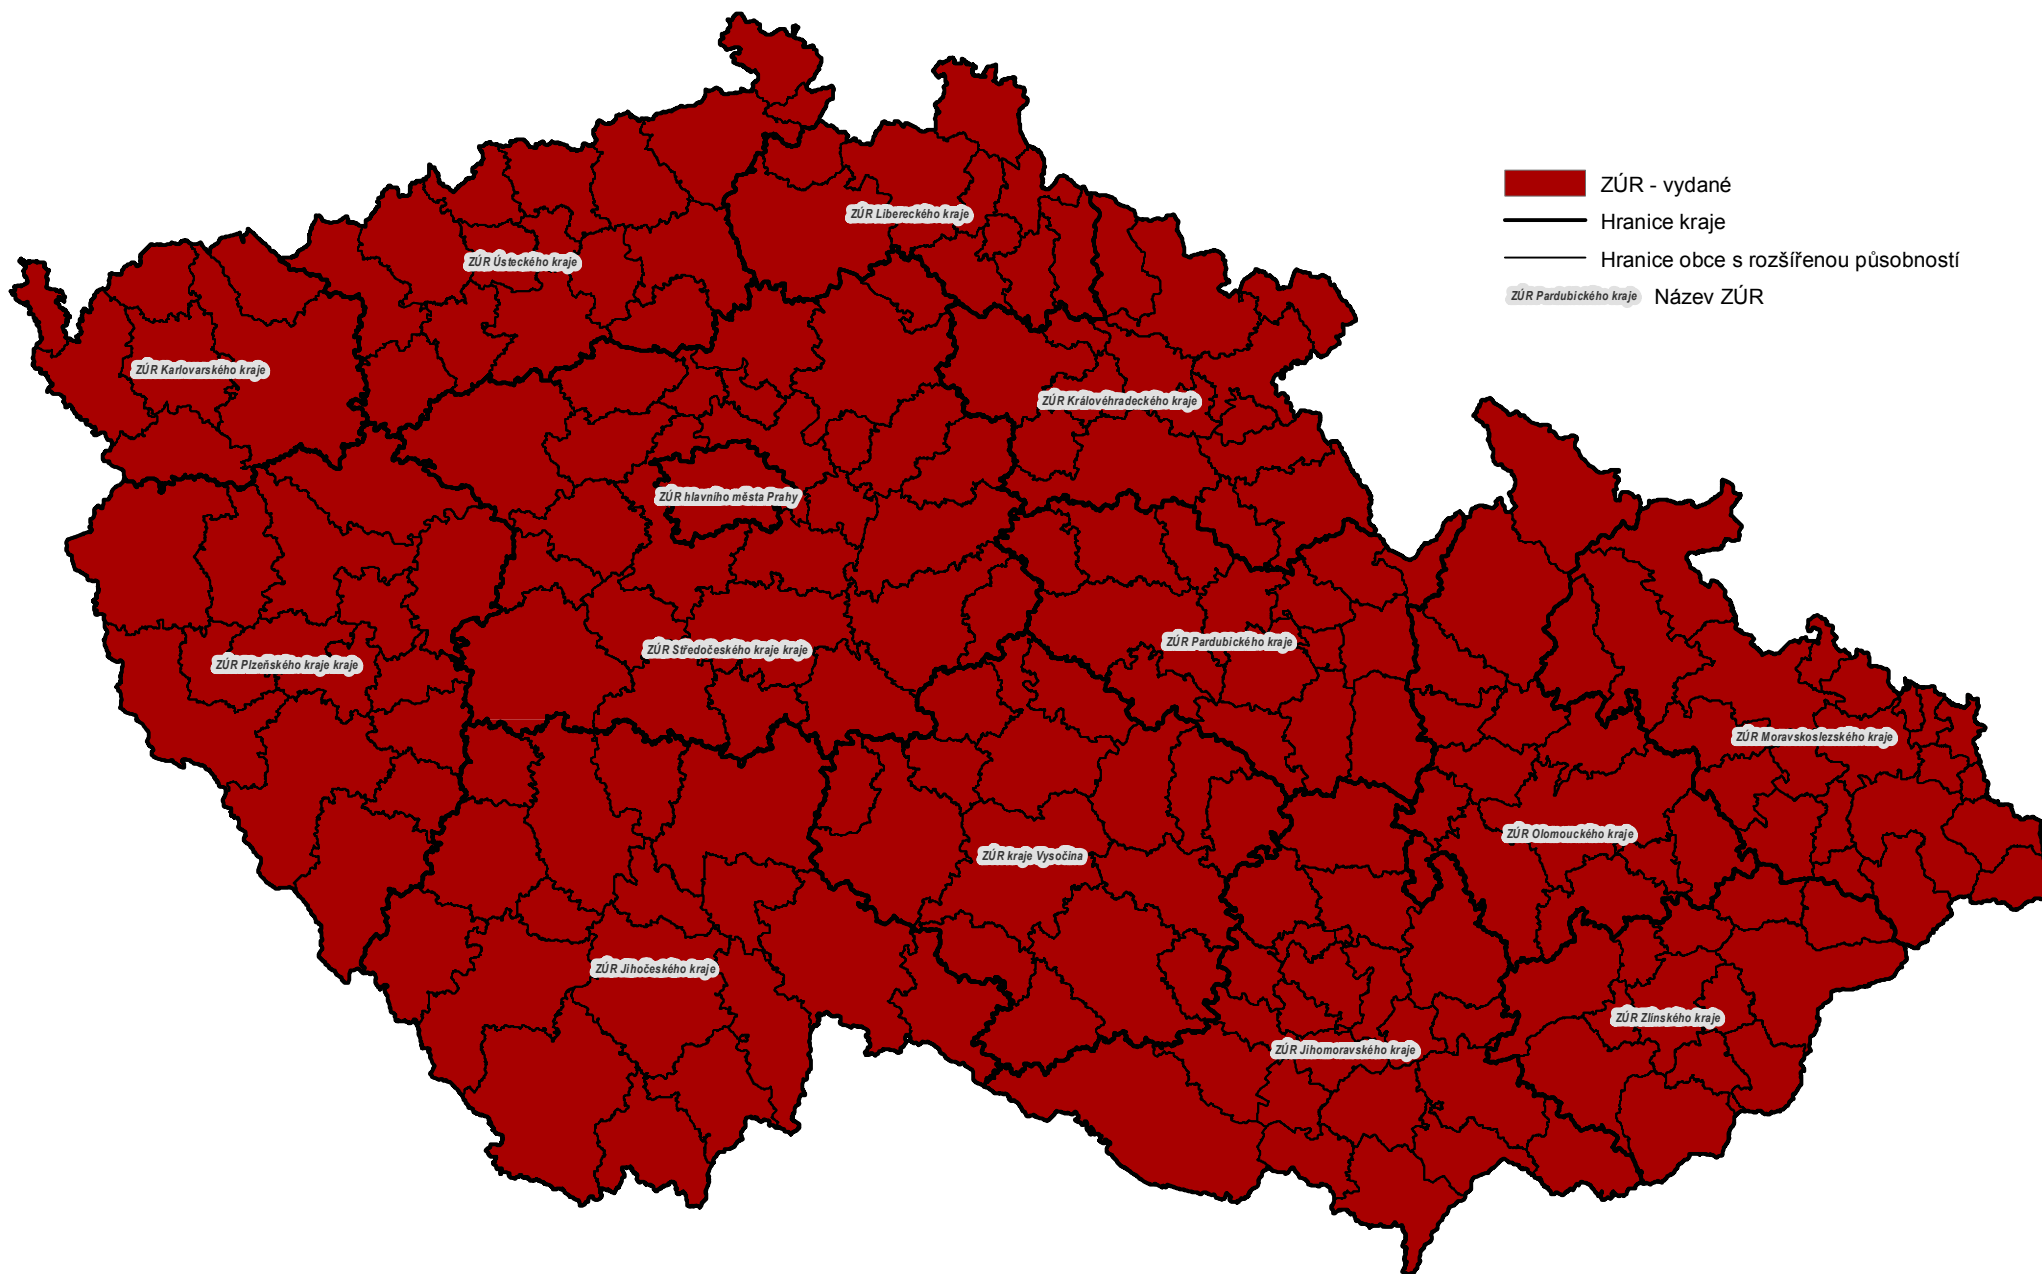 ZÚR - vydané
Hranice kraje
Hranice obce s rozšířenou působností
ZÚR Pardubického kraje Název ZÚR
ZÚR Libereckého kraje
ZÚR Ústeckého kraje
ZÚR Karlovarského kraje
ZÚR Královéhradeckého kraje
ZÚR hlavního města Prahy
ZÚR Pardubického kraje
ZÚR Středočeského kraje kraje
ZÚR Plzeňského kraje kraje
ZÚR Moravskoslezského kraje
ZÚR Olomouckého kraje
ZÚR kraje Vysočina
ZÚR Jihočeského kraje
ZÚR Zlínského kraje
ZÚR Jihomoravského kraje